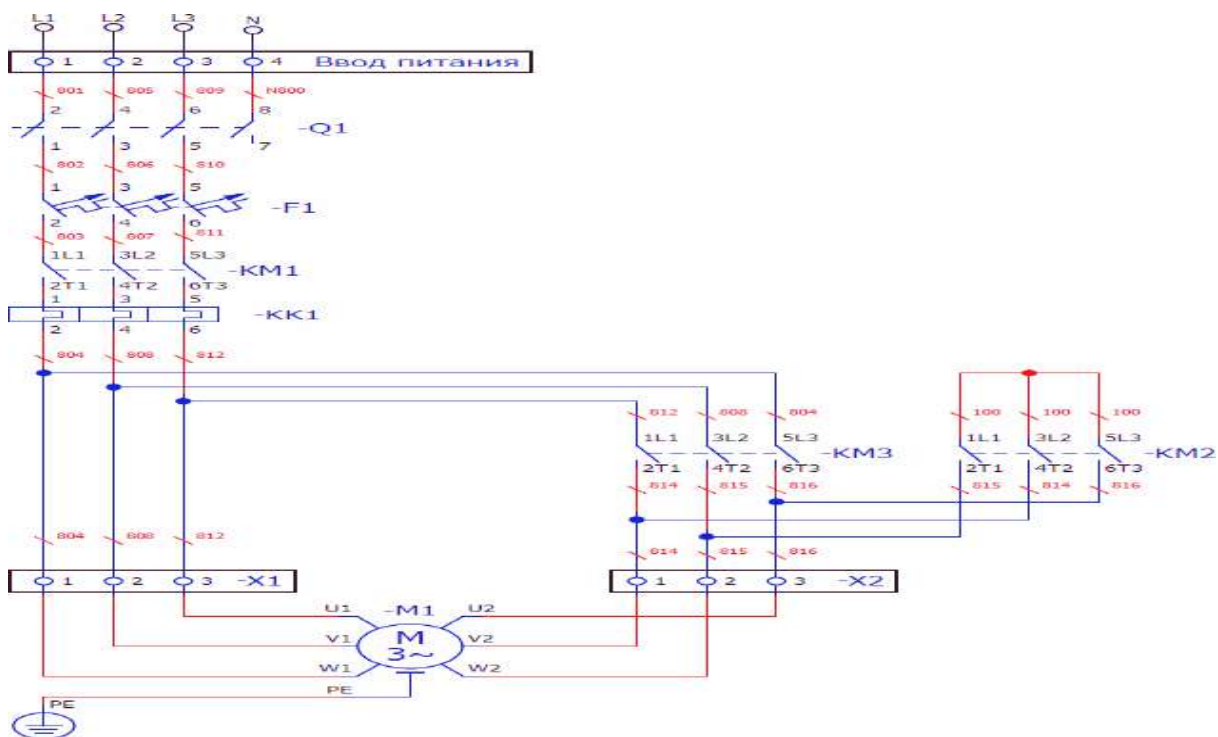 L1 L2 L3 N
1 2 3 4 Ввод питания
801 805 809 N800
2 4 6 8
-Q1
1 3 5 7
802 806 810
1 3 5
-F1
2 4 6
803 807 811
1L1 3L2 5L3
-KM1
2T1 4T2 6T3
1 3 5
-KK1
2 4 6
804 808 812
812 808 804 100 100 100
1L1 3L2 5L3 1L1 3L2 5L3
-KM3 -KM2
2T1 4T2 6T3 2T1 4T2 6T3
814 815 816 815 814 816
804 808 812 814 815 816
1 2 3 -X1 1 2 3 -X2
U1 -M1 U2
V1 M V2
3~
W1 W2
PE
PE